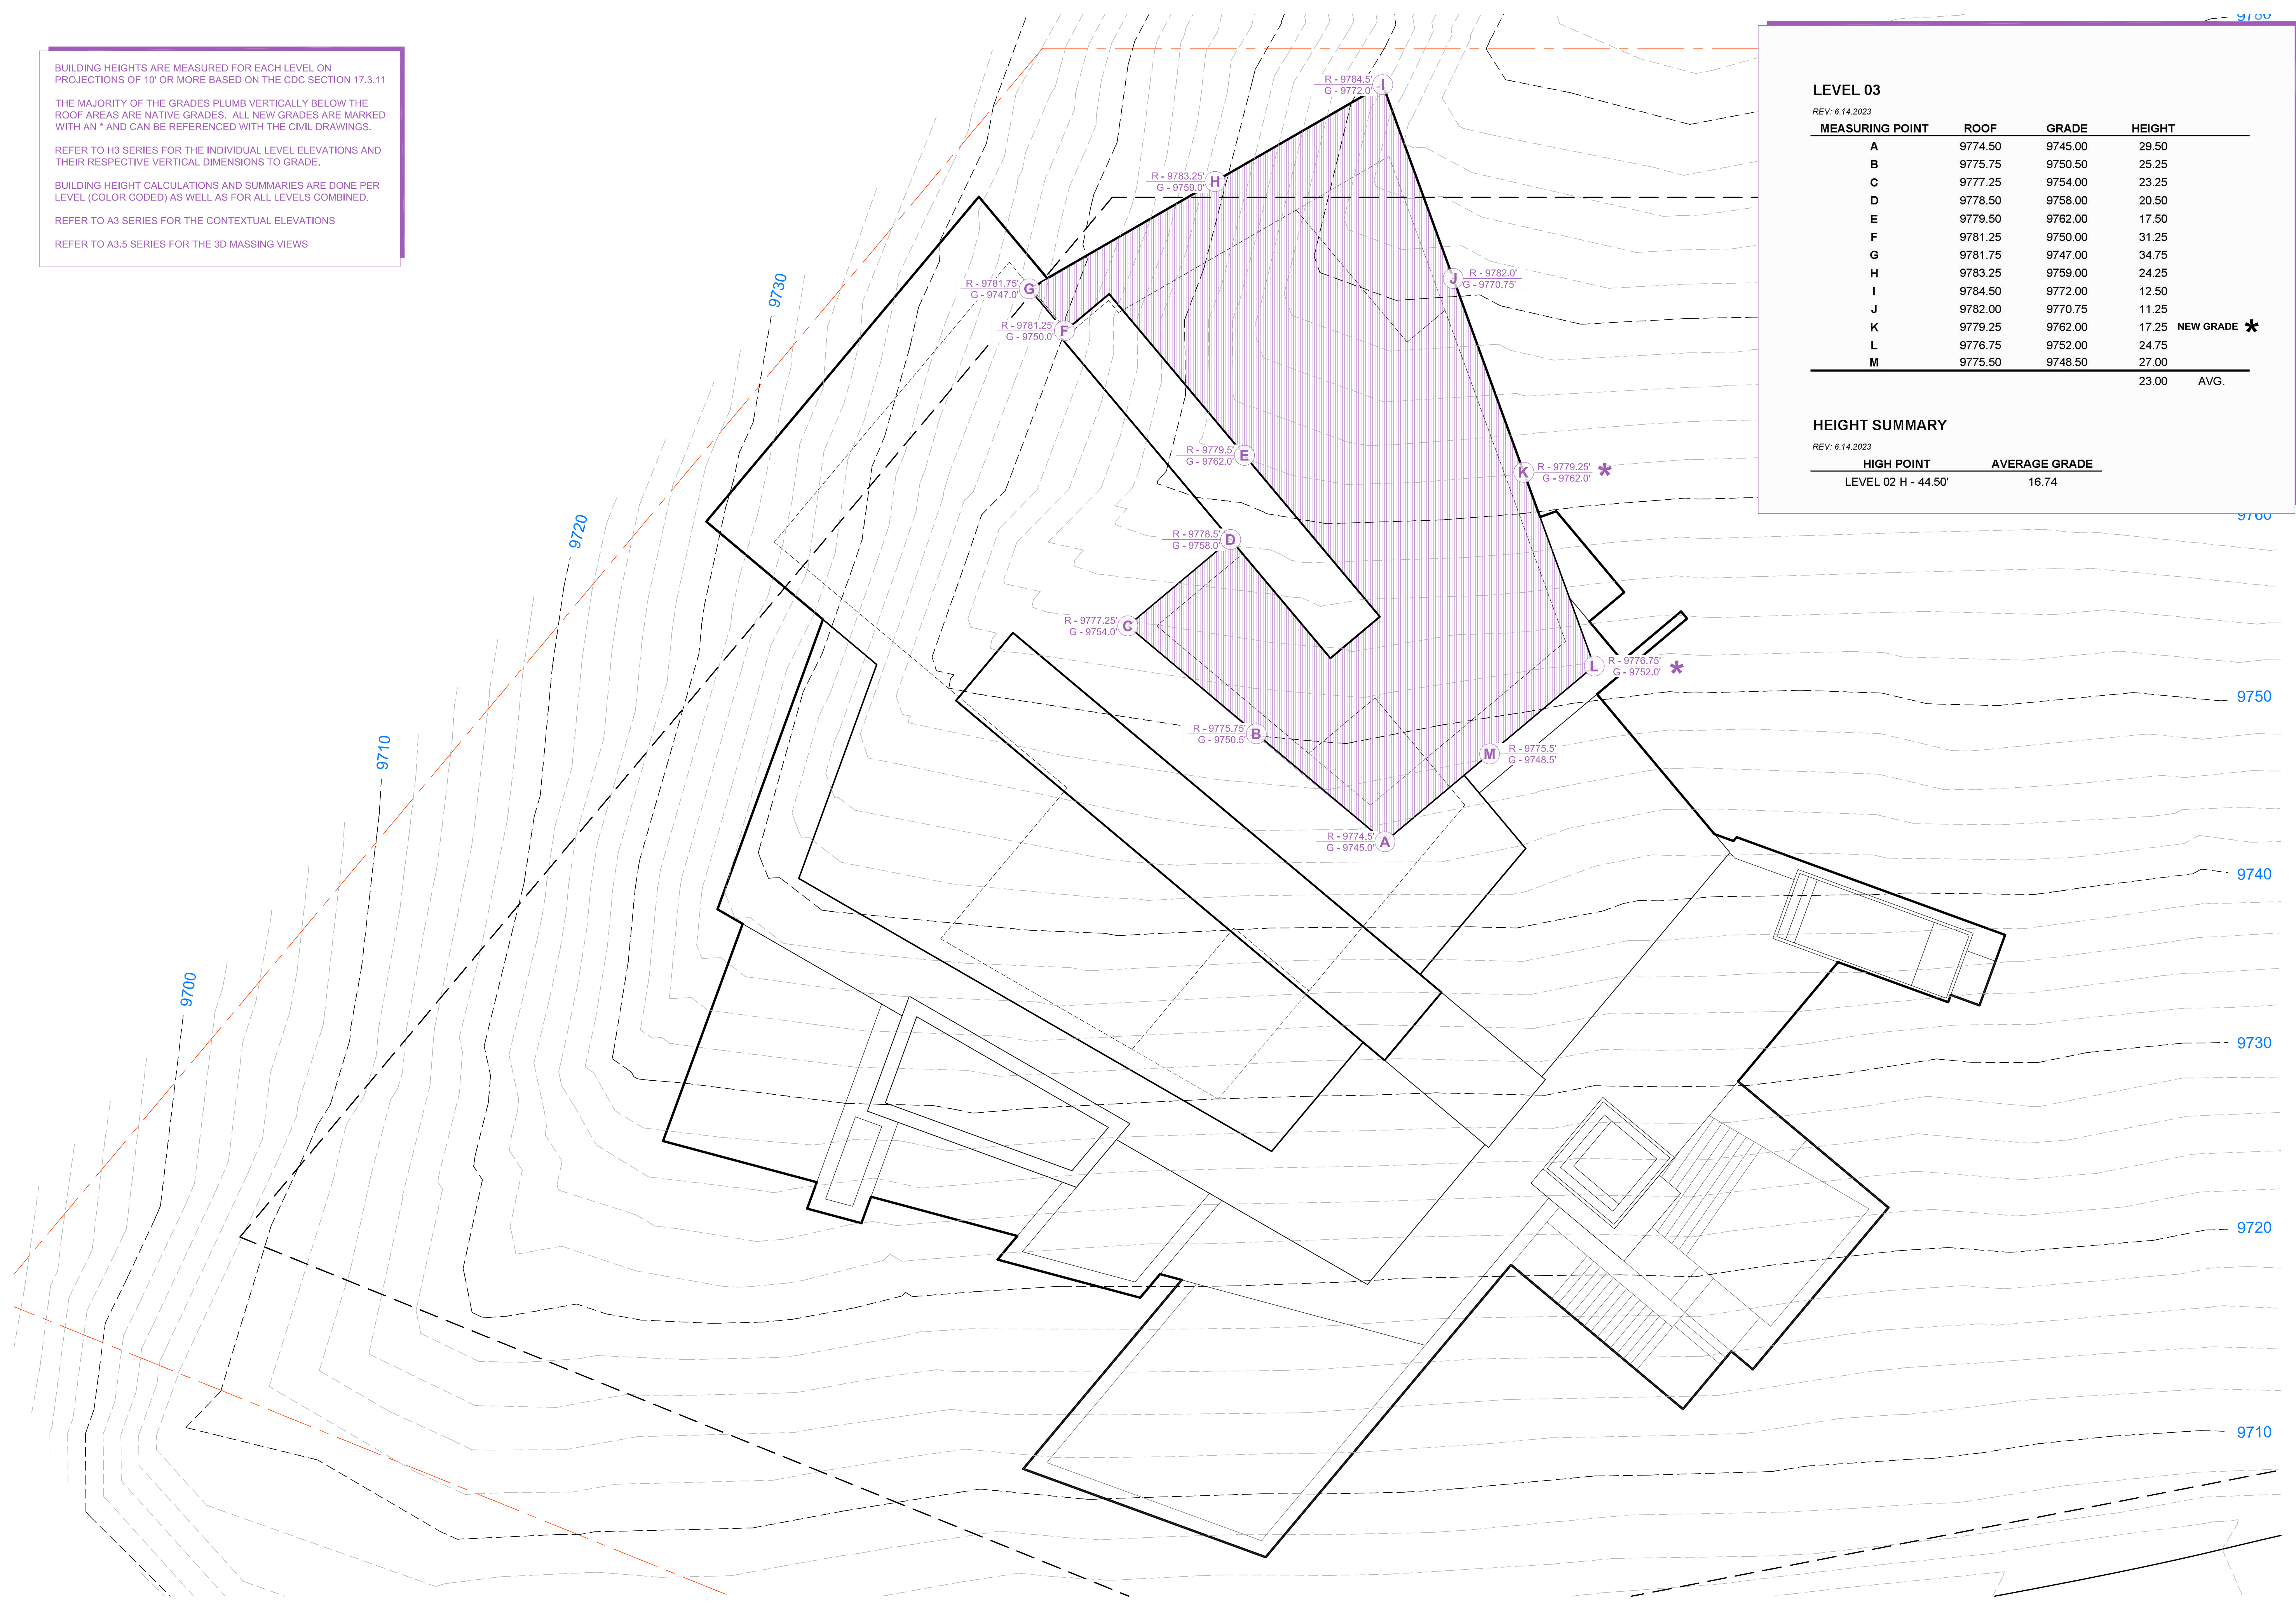 BUILDING HEIGHTS ARE MEASURED FOR EACH LEVEL ON
PROJECTIONS OF 10' OR MORE BASED ON THE CDC SECTION 17.3.11
THE MAJORITY OF THE GRADES PLUMB VERTICALLY BELOW THE
ROOF AREAS ARE NATIVE GRADES. ALL NEW GRADES ARE MARKED
WITH AN * AND CAN BE REFERENCED WITH THE CIVIL DRAWINGS.
REFER TO H3 SERIES FOR THE INDIVIDUAL LEVEL ELEVATIONS AND
THEIR RESPECTIVE VERTICAL DIMENSIONS TO GRADE.
BUILDING HEIGHT CALCULATIONS AND SUMMARIES ARE DONE PER
LEVEL (COLOR CODED) AS WELL AS FOR ALL LEVELS COMBINED.
REFER TO A3 SERIES FOR THE CONTEXTUAL ELEVATIONS
REFER TO A3.5 SERIES FOR THE 3D MASSING VIEWS
9780
LEVEL 03
REV: 6.14.2023
MEASURING POINT ROOF GRADE HEIGHT
A 9774.50 9745.00 29.50
B 9775.75 9750.50 25.25
C 9777.25 9754.00 23.25
D 9778.50 9758.00 20.50
E 9779.50 9762.00 17.50
F 9781.25 9750.00 31.25
G 9781.75 9747.00 34.75
H 9783.25 9759.00 24.25
I 9784.50 9772.00 12.50
J 9782.00 9770.75 11.25
K 9779.25 9762.00 17.25 NEW GRADE *
L 9776.75 9752.00 24.75
M 9775.50 9748.50 27.00
23.00 AVG.
HEIGHT SUMMARY
REV: 6.14.2023
HIGH POINT AVERAGE GRADE
LEVEL 02 H - 44.50' 16.74
R - 9784.5'
G - 9772.0'
I
R - 9783.25'
G - 9759.0'
H
R - 9781.75'
G - 9747.0'
G
R - 9781.25'
G - 9750.0'
F
J
R - 9782.0'
G - 9770.75'
R - 9779.5'
G - 9762.0'
E
K
R - 9779.25'
G - 9762.0'
*
R - 9778.5'
G - 9758.0'
D
R - 9777.25'
G - 9754.0'
C
L
R - 9776.75'
G - 9752.0'
*
R - 9775.75'
G - 9750.5'
B
M
R - 9775.5'
G - 9748.5'
R - 9774.5'
G - 9745.0'
A
9730
9720
9710
9700
9760
9750
9740
9730
9720
9710